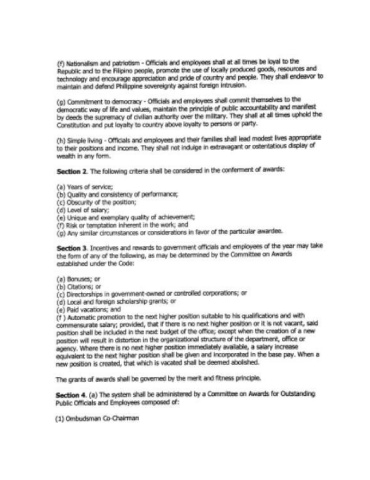 (f) Nationalism and patriotism - Officials and employees shall at all times be loyal to the
Republic and to the Filipino people, promote the use of locally produced goods, resources and
technology and encourage appreciation and pride of country and people. They shall endeavor to
maintain and defend Philippine sovereignty against foreign intrusion.
(g) Commitment to democracy - Officials and employees shall commit themselves to the
democratic way of life and values, maintain the principle of public accountability and manifest
by deeds the supremacy of civilian authority over the military. They shall at all times uphold the
Constitution and put loyalty to country above loyalty to persons or party.
(h) Simple living - Officials and employees and their families shall lead modest lives appropriate
to their positions and income. They shall not indulge in extravagant or ostentatious display of
wealth in any form.
Section 2. The following criteria shall be considered in the conferment of awards:
(a) Years of service;
(b) Quality and consistency of performance;
(c) Obscurity of the position;
(d) Level of salary;
(e) Unique and exemplary quality of achievement;
(f) Risk or temptation inherent in the work; and
(g) Any similar circumstances or considerations in favor of the particular awardee.
Section 3. Incentives and rewards to government officials and employees of the year may take
the form of any of the following, as may be determined by the Committee on Awards
established under the Code:
(a) Bonuses; or
(b) Citations; or
(c) Directorships in government-owned or controlled corporations; or
(d) Local and foreign scholarship grants; or
(e) Paid vacations; and
(f ) Automatic promotion to the next higher position suitable to his qualifications and with
commensurate salary; provided, that if there is no next higher position or it is not vacant, said
position shall be included in the next budget of the office; except when the creation of a new
position will result in distortion in the organizational structure of the department, office or
agency. Where there is no next higher position immediately available, a salary increase
equivalent to the next higher position shall be given and incorporated in the base pay. When a
new position is created, that which is vacated shall be deemed abolished.
The grants of awards shall be governed by the merit and fitness principle.
Section 4. (a) The system shall be administered by a Committee on Awards for Outstanding
Public Officials and Employees composed of:
(1) Ombudsman Co-Chairman